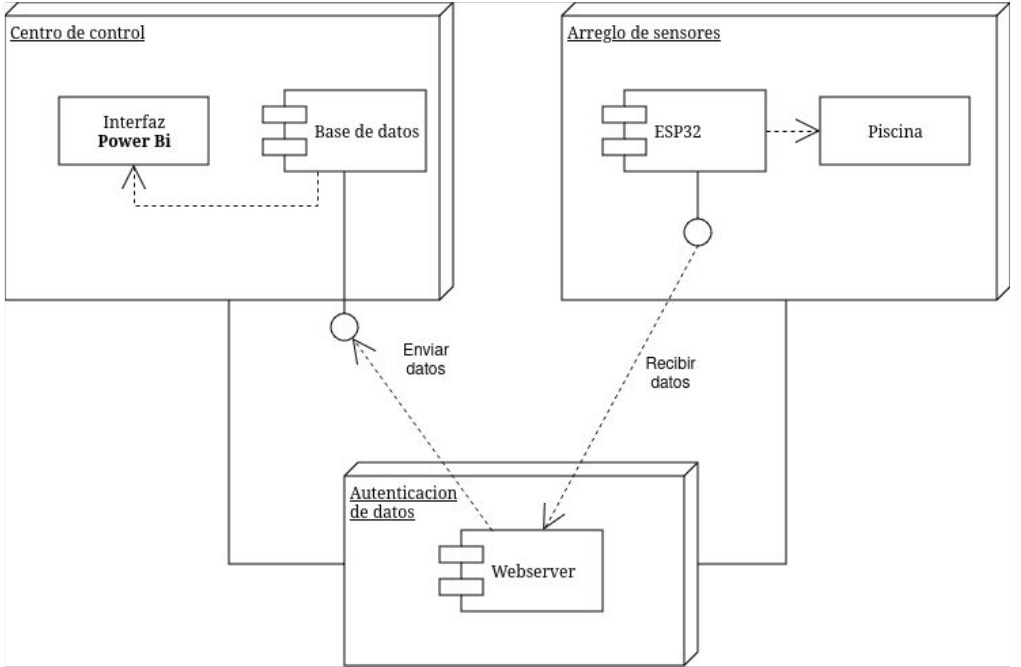 Centro de control
Interfaz
Power Bi
Base de datos
Arreglo de sensores
ESP32
Piscina
Enviar
datos
Recibir
datos
Autenticacion
de datos
Webserver